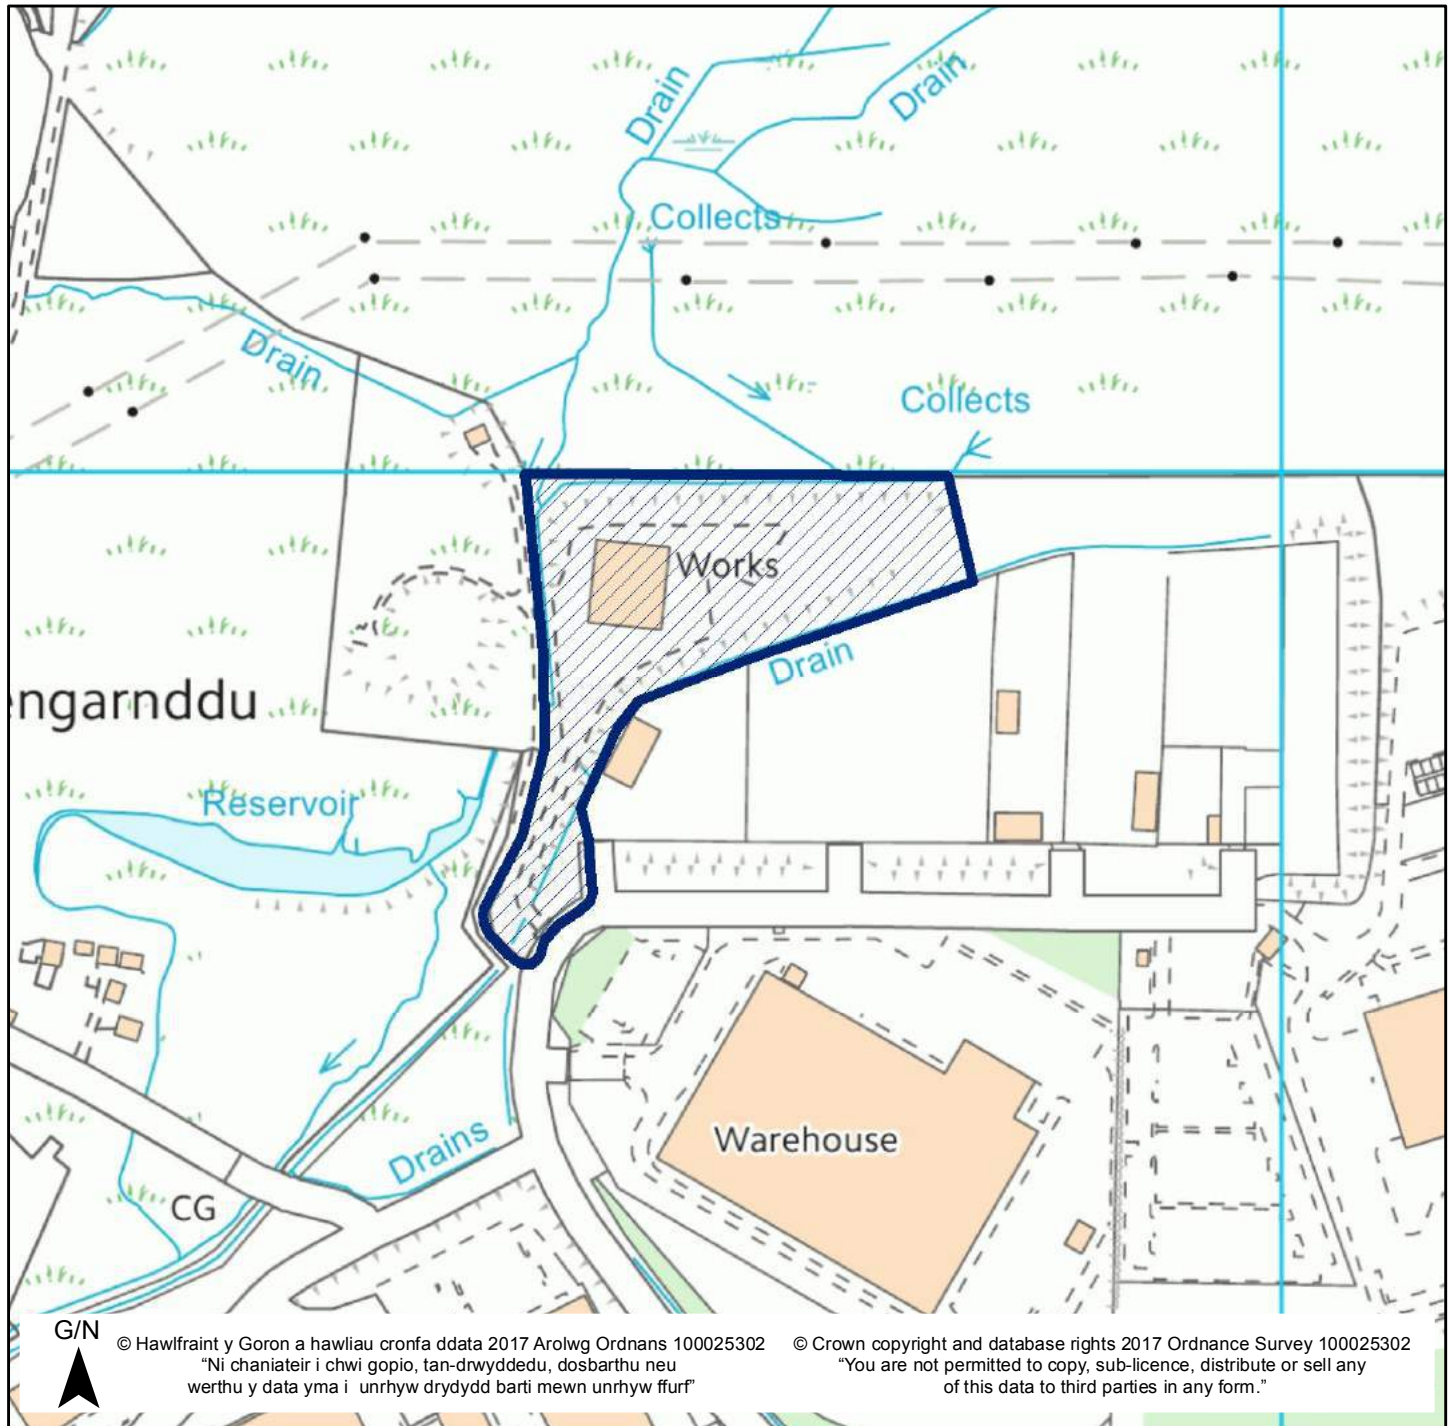 Drain
Drain
Collects
Drain
Collects
Works
Drain
engarnddu
Reservoir
Warehouse
Drains
CG
G/N
© Hawlfraint y Goron a hawliau cronfa ddata 2017 Arolwg Ordnans 100025302
“Ni chaniateir i chwi gopio, tan-drwyddedu, dosbarthu neu
werthu y data yma i unrhyw drydydd barti mewn unrhyw ffurf”
© Crown copyright and database rights 2017 Ordnance Survey 100025302
“You are not permitted to copy, sub-licence, distribute or sell any
of this data to third parties in any form.”